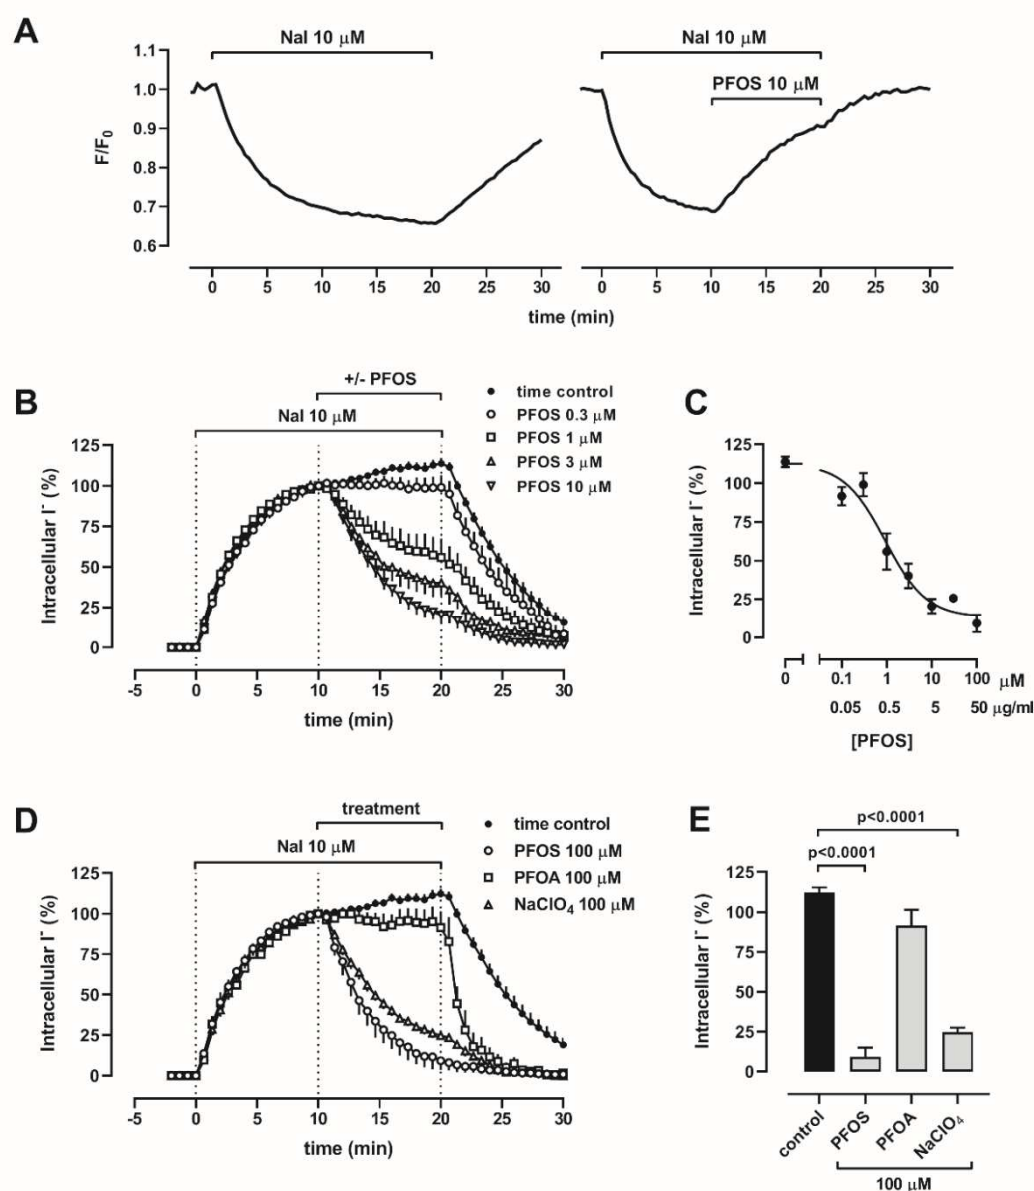 A
NaI 10 µM
NaI 10 µM
PFOS 10 µM
1.1
1.0
0.9
0.8
0.7
0.6
F/F0
0 5 10 15 20 25 30
0 5 10 15 20 25 30
time (min)
B
+/- PFOS
NaI 10 µM
time control
PFOS 0.3 µM
PFOS 1 µM
PFOS 3 µM
PFOS 10 µM
125
100
75
50
25
0
Intracellular I⁻ (%)
-5 0 5 10 15 20 25 30
time (min)
C
125
100
75
50
25
0
Intracellular I⁻ (%)
0 0.1 1 10 100 µM
0.05 0.5 5 50 µg/ml
[PFOS]
D
treatment
NaI 10 µM
time control
PFOS 100 µM
PFOA 100 µM
NaClO₄ 100 µM
125
100
75
50
25
0
Intracellular I⁻ (%)
-5 0 5 10 15 20 25 30
time (min)
E
p<0.0001
p<0.0001
125
100
75
50
25
0
Intracellular I⁻ (%)
control
PFOS
PFOA
NaClO₄
100 µM